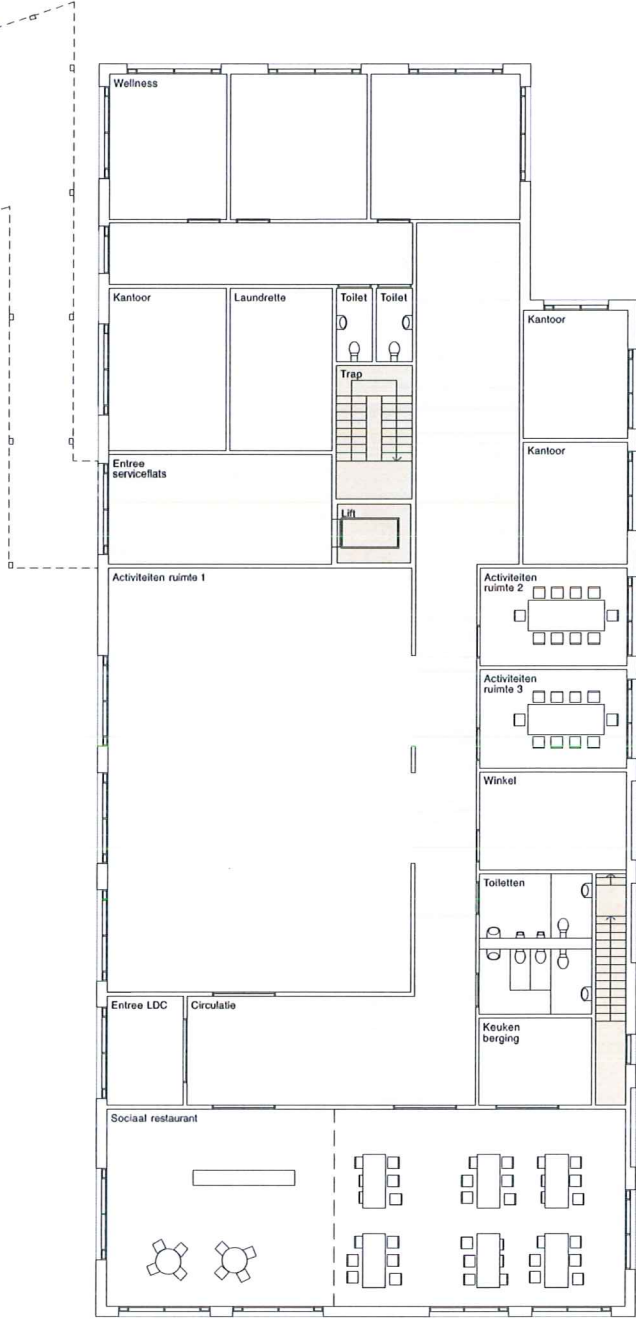 Wellness
Kantoor
Laundrette
Toilet
Toilet
Kantoor
Trap
Kantoor
Entree
serviceflats
Lift
Activiteiten ruimte 1
Activiteiten
ruimte 2
Activiteiten
ruimte 3
Winkel
Toiletten
Entree LDC
Circulatie
Keuken
berging
Sociaal restaurant